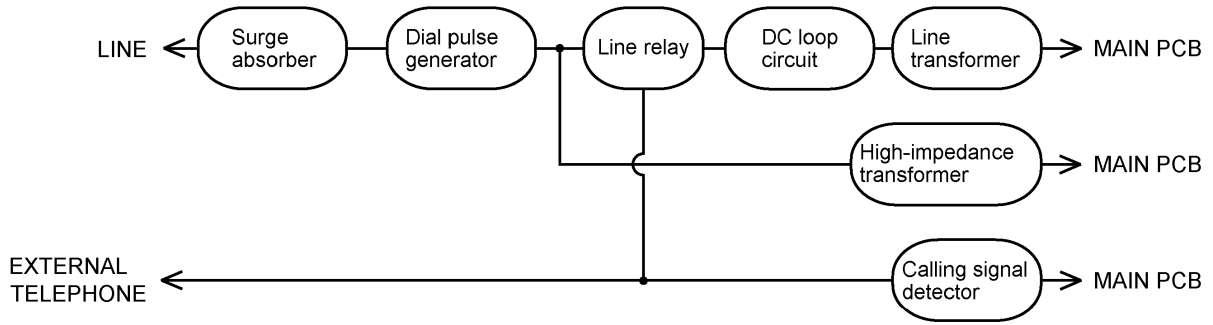 LINE
Surge
absorber
Dial pulse
generator
Line relay
DC loop
circuit
Line
transformer
MAIN PCB
High-impedance
transformer
MAIN PCB
EXTERNAL
TELEPHONE
Calling signal
detector
MAIN PCB